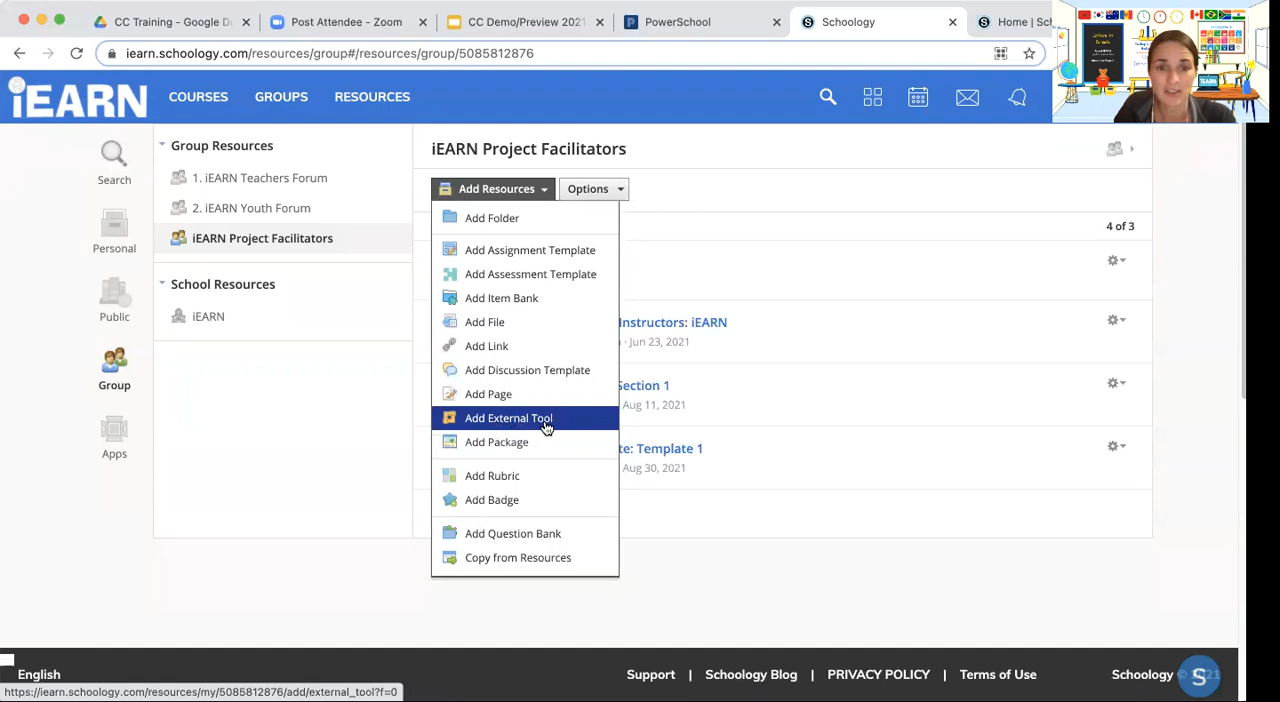 CC Training - Google Dr
Post Attendee - Zoom
CC Demo/Preview 2021
PowerSchool
Schoology
Home | Sch
iearn.schoology.com/resources/group#/resources/group/5085812876
iEARN
COURSES
GROUPS
RESOURCES
Search
Personal
Public
Group
Apps
Group Resources
1. iEARN Teachers Forum
2. iEARN Youth Forum
iEARN Project Facilitators
School Resources
iEARN
iEARN Project Facilitators
Add Resources
Options
4 of 3
Add Folder
Add Assignment Template
Add Assessment Template
Add Item Bank
Add File
Add Link
Add Discussion Template
Add Page
Add External Tool
Add Package
Add Rubric
Add Badge
Add Question Bank
Copy from Resources
Instructors: iEARN
· Jun 23, 2021
Section 1
Aug 11, 2021
te: Template 1
Aug 30, 2021
English
Support | Schoology Blog | PRIVACY POLICY | Terms of Use
Schoology © 2021
S
https://iearn.schoology.com/resources/my/5085812876/add/external_tool?f=0